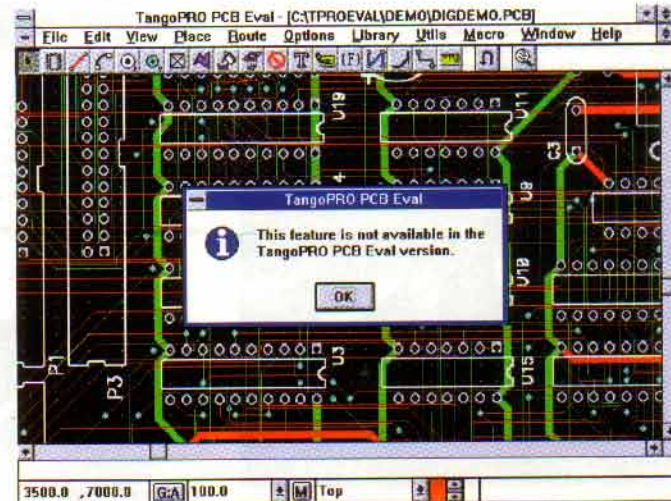 TangoPRO PCB Eval - [C:\TPROEVAL\DEMO\DIGDEMO.PCB]
File Edit View Place Route Options Library Utils Macro Window Help
T {F}
U19
U11
C3
U9
TangoPRO PCB Eval
This feature is not available in the
TangoPRO PCB Eval version.
OK
U10
P1
P3
U3
U15
3500.0 ,7000.0 G:A 100.0 M Top